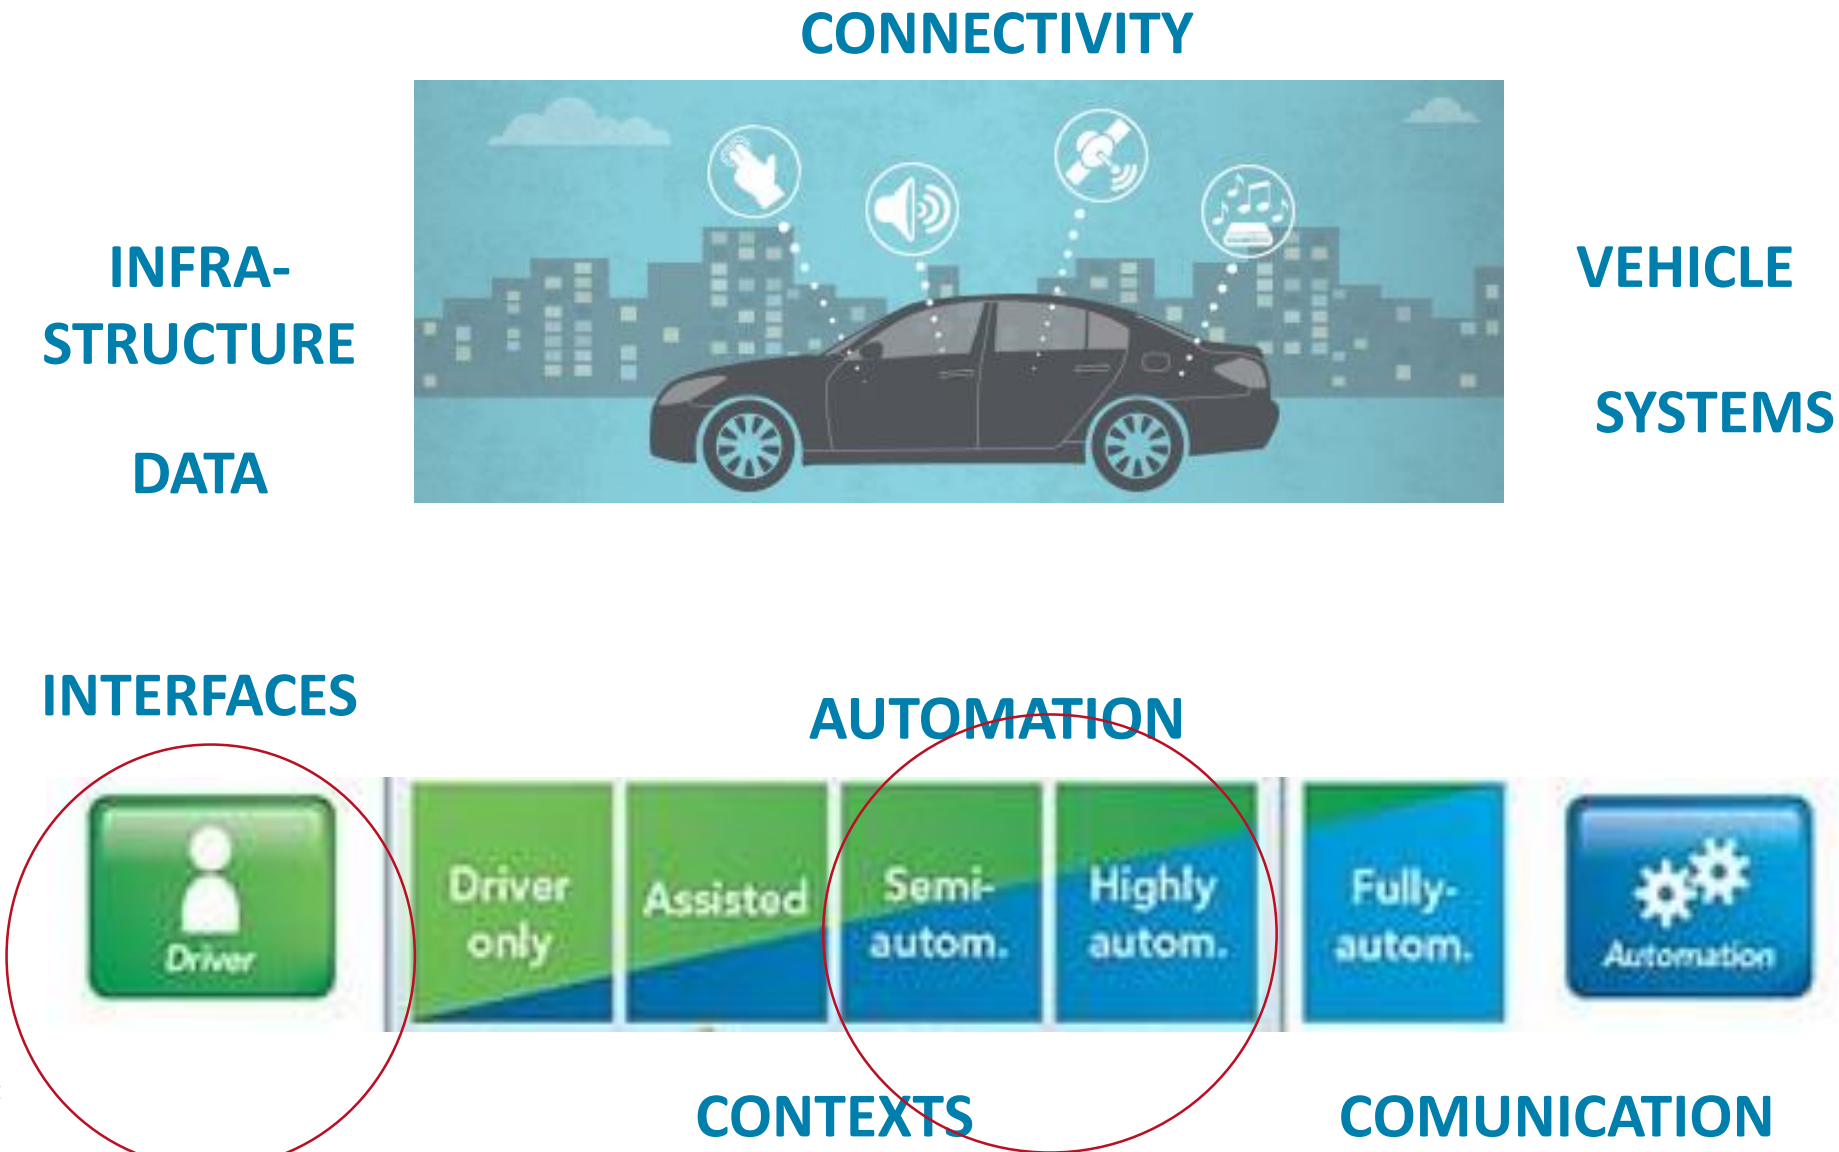 CONNECTIVITY
INFRA-
STRUCTURE
DATA
VEHICLE
SYSTEMS
INTERFACES
AUTOMATION
Driver
Driver
only
Assisted
Semi-
autom.
Highly
autom.
Fully-
autom.
Automation
CONTEXTS
COMUNICATION